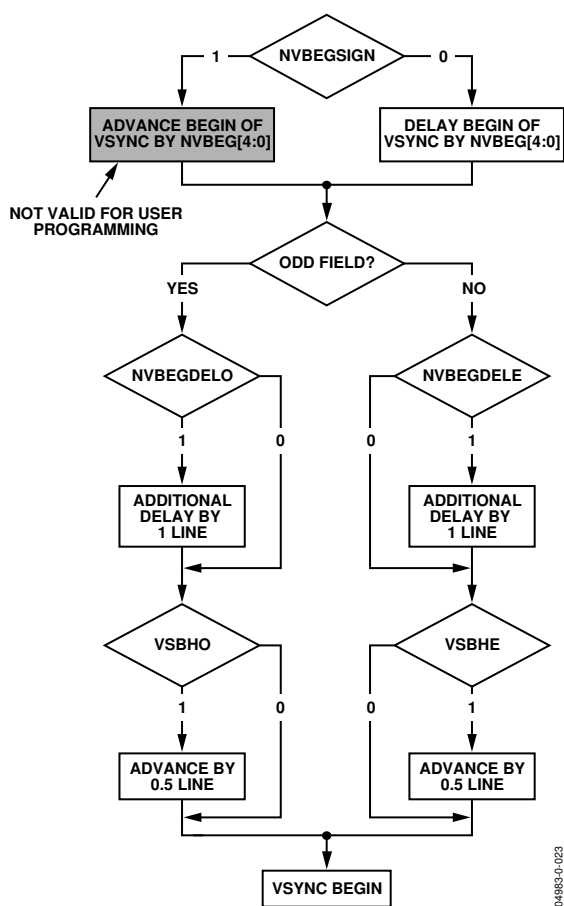 NVBEGSIGN
1
0
ADVANCE BEGIN OF
VSYNC BY NVBEG[4:0]
DELAY BEGIN OF
VSYNC BY NVBEG[4:0]
NOT VALID FOR USER
PROGRAMMING
ODD FIELD?
YES
NO
NVBEGDELO
NVBEGDELE
1
0
0
1
ADDITIONAL
DELAY BY
1 LINE
ADDITIONAL
DELAY BY
1 LINE
VSBHO
VSBHE
1
0
0
1
ADVANCE BY
0.5 LINE
ADVANCE BY
0.5 LINE
VSYNC BEGIN
04983-0-023